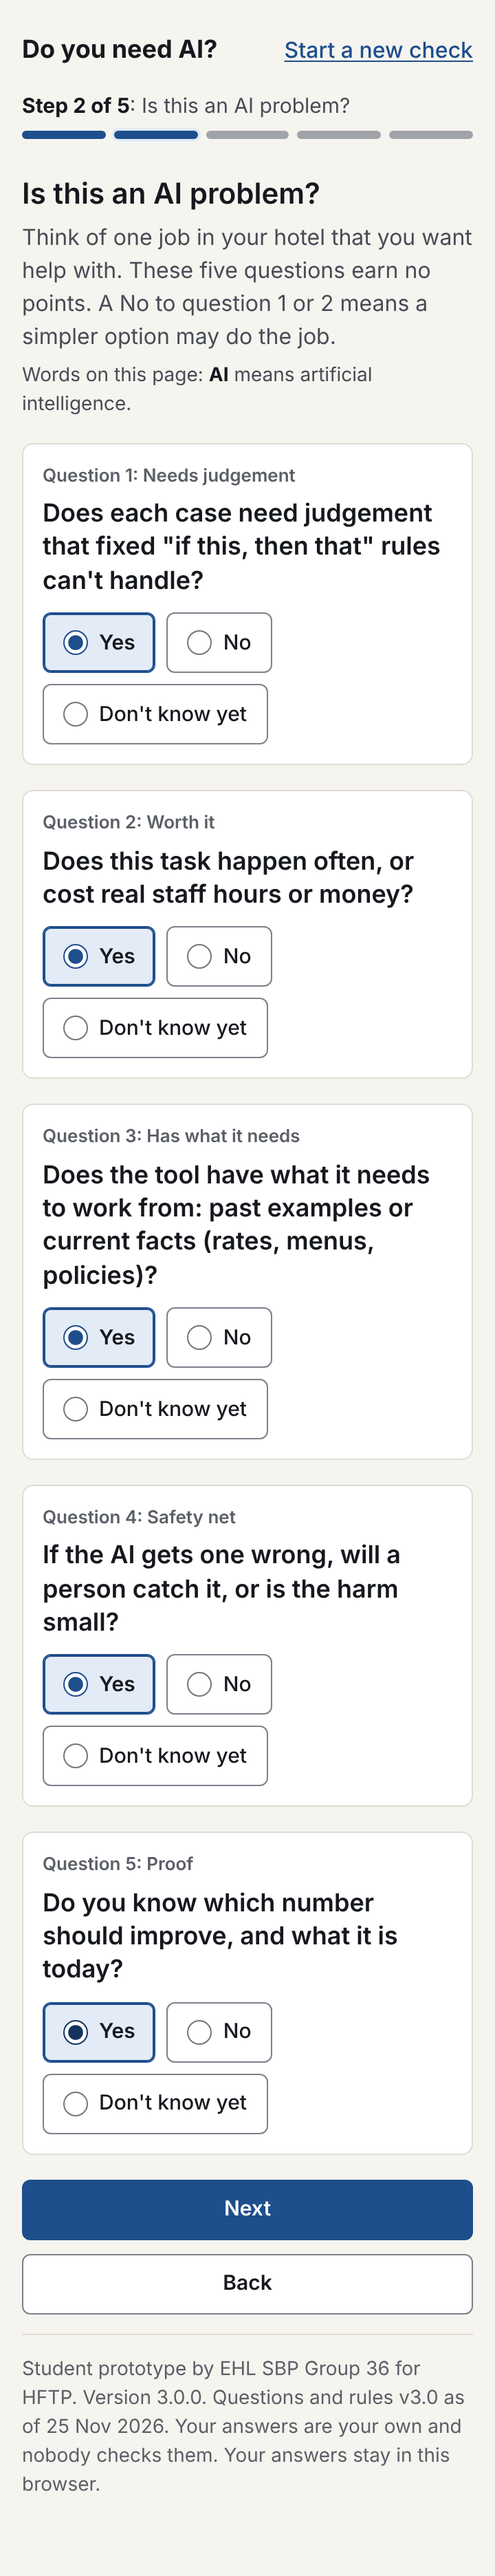 Do you need AI?
Start a new check
Step 2 of 5: Is this an AI problem?
Is this an AI problem?
Think of one job in your hotel that you want
help with. These five questions earn no
points. A No to question 1 or 2 means a
simpler option may do the job.
Words on this page: AI means artificial
intelligence.
Question 1: Needs judgement
Does each case need judgement
that fixed "if this, then that" rules
can't handle?
Yes
No
Don't know yet
Question 2: Worth it
Does this task happen often, or
cost real staff hours or money?
Yes
No
Don't know yet
Question 3: Has what it needs
Does the tool have what it needs
to work from: past examples or
current facts (rates, menus,
policies)?
Yes
No
Don't know yet
Question 4: Safety net
If the AI gets one wrong, will a
person catch it, or is the harm
small?
Yes
No
Don't know yet
Question 5: Proof
Do you know which number
should improve, and what it is
today?
Yes
No
Don't know yet
Next
Back
Student prototype by EHL SBP Group 36 for
HFTP. Version 3.0.0. Questions and rules v3.0 as
of 25 Nov 2026. Your answers are your own and
nobody checks them. Your answers stay in this
browser.